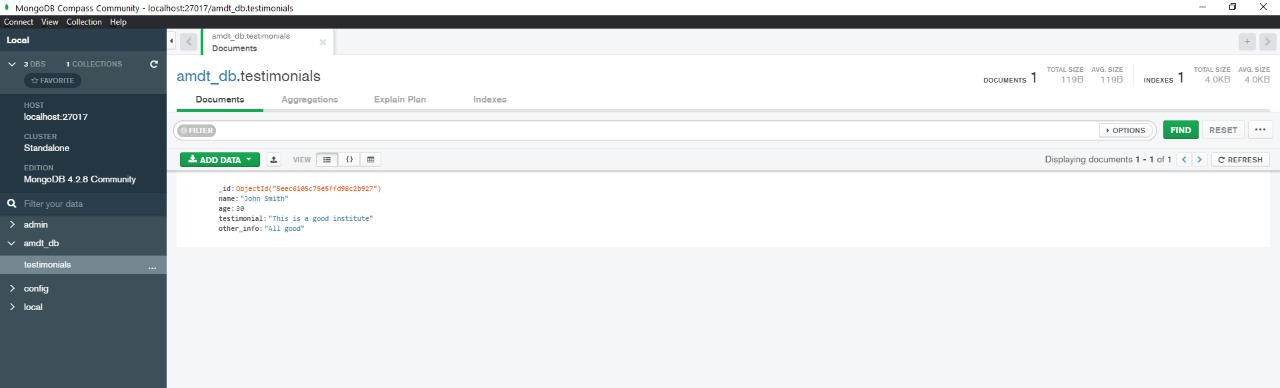 MongoDB Compass Community - localhost:27017/amdt_db.testimonials
Connect View Collection Help
Local
3 DBS 1 COLLECTIONS
FAVORITE
HOST
localhost:27017
CLUSTER
Standalone
EDITION
MongoDB 4.2.8 Community
Filter your data
admin
amdt_db
testimonials ...
config
local
amdt_db.testimonials
Documents
amdt_db.testimonials
DOCUMENTS 1 TOTAL SIZE 119B AVG. SIZE 119B INDEXES 1 TOTAL SIZE 4.0KB AVG. SIZE 4.0KB
Documents Aggregations Explain Plan Indexes
FILTER OPTIONS FIND RESET ...
ADD DATA VIEW {} Displaying documents 1 - 1 of 1 < > REFRESH
_id: ObjectId("5eec6105c75e5ffd98c2b927")
name: "John Smith"
age: 30
testimonial: "This is a good institute"
other_info: "All good"